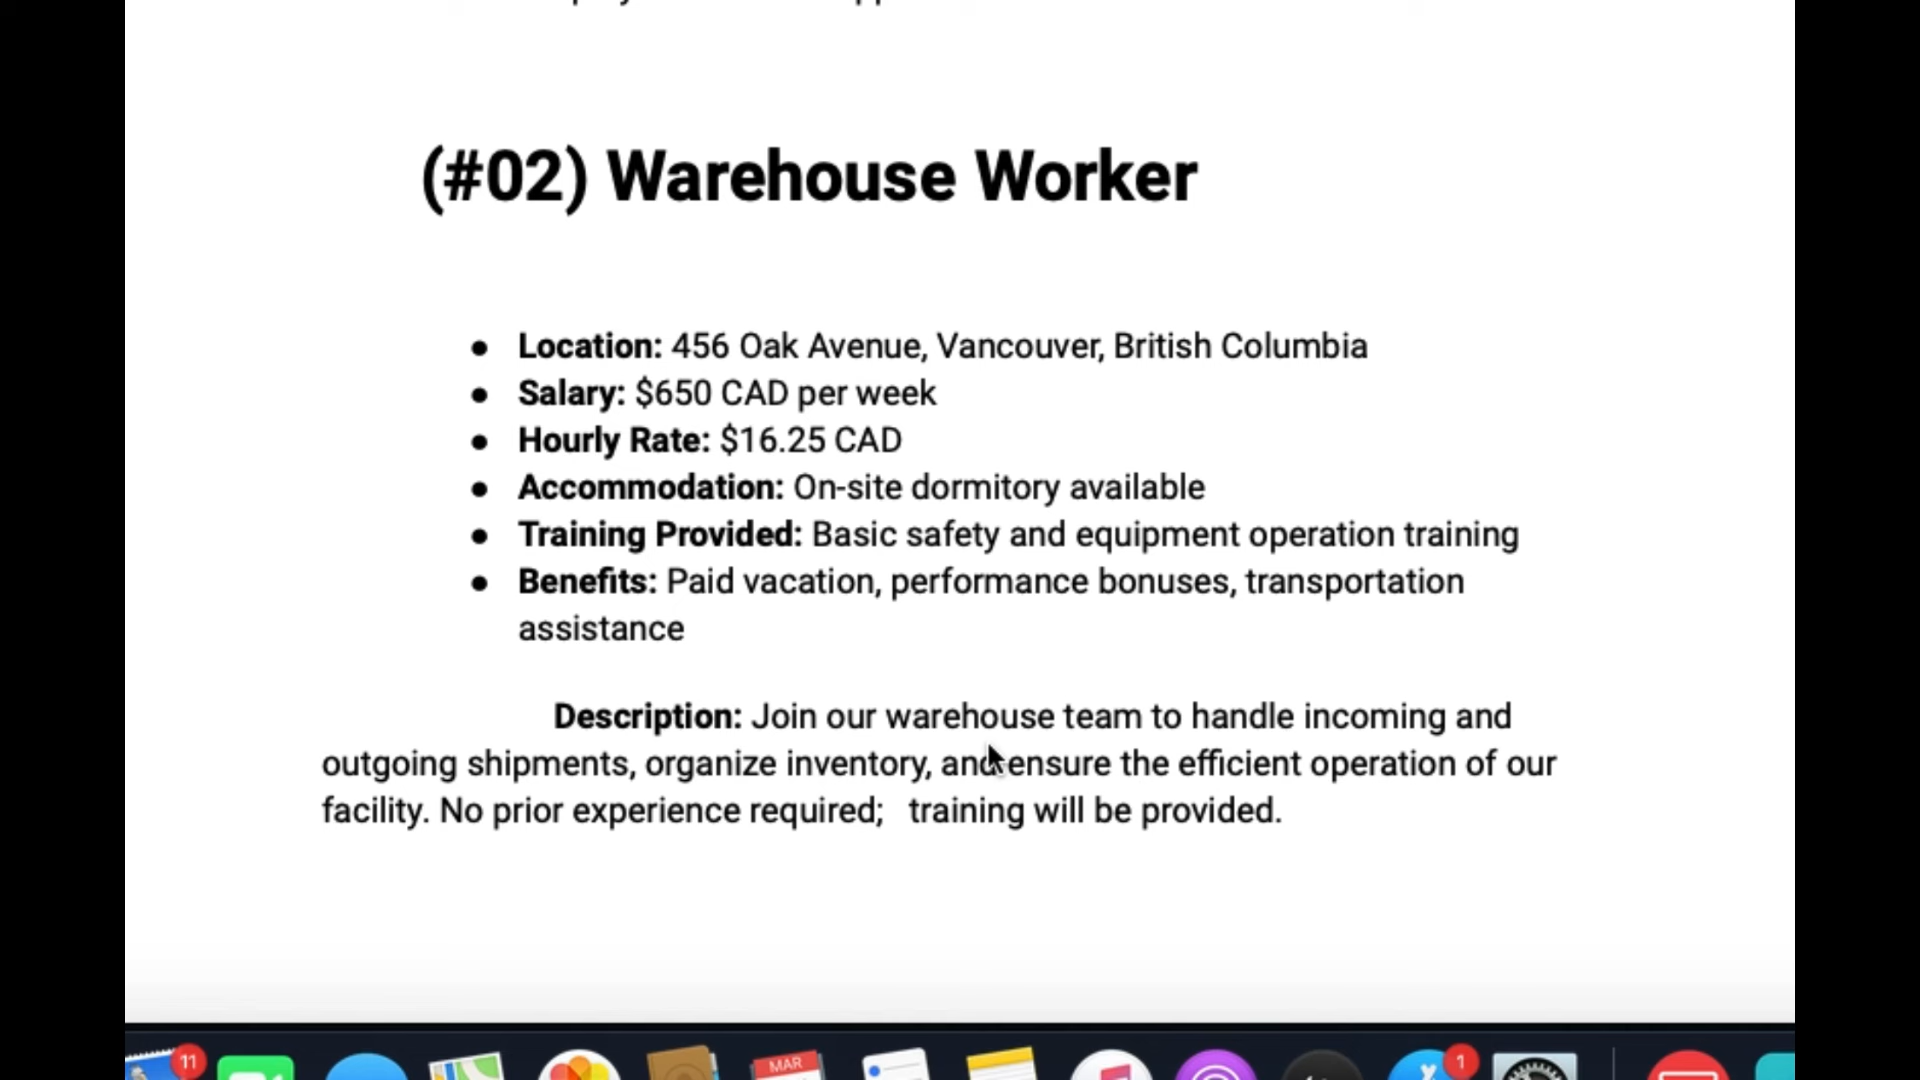 (#02) Warehouse Worker
● Location: 456 Oak Avenue, Vancouver, British Columbia
● Salary: $650 CAD per week
● Hourly Rate: $16.25 CAD
● Accommodation: On-site dormitory available
● Training Provided: Basic safety and equipment operation training
● Benefits: Paid vacation, performance bonuses, transportation
assistance
Description: Join our warehouse team to handle incoming and
outgoing shipments, organize inventory, and ensure the efficient operation of our
facility. No prior experience required; training will be provided.
11
MAR
1